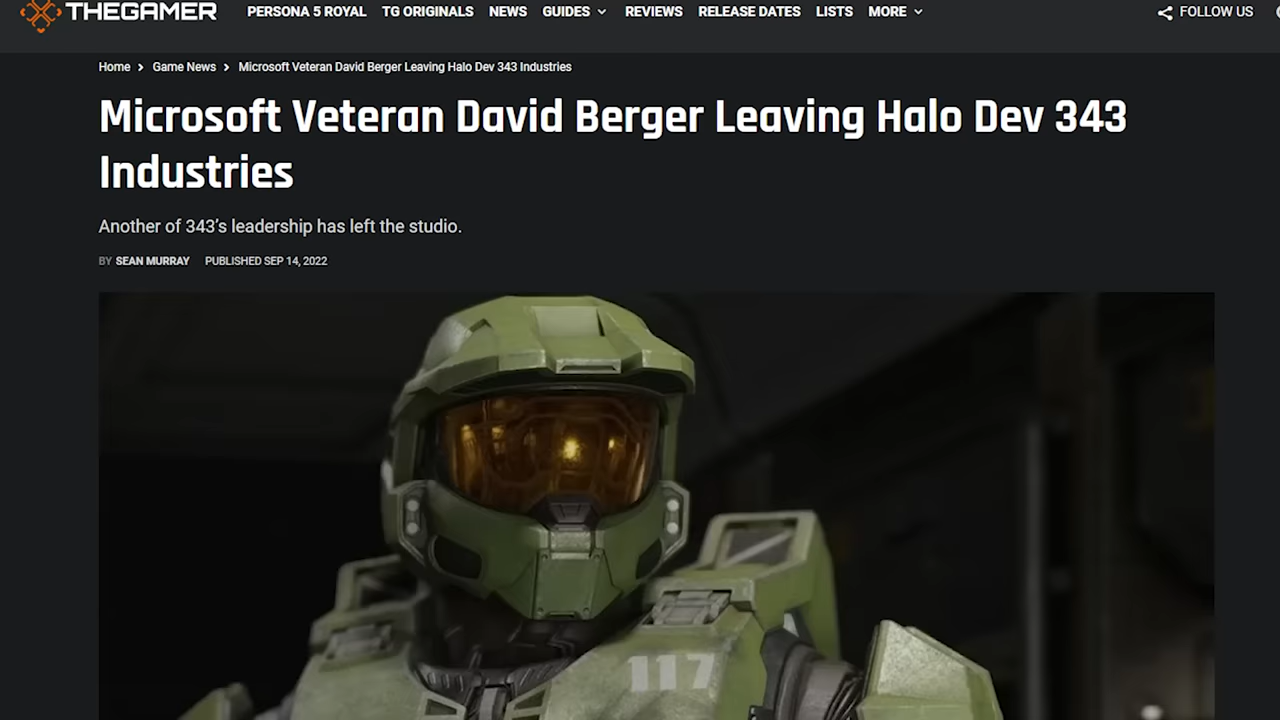 THEGAMER PERSONA 5 ROYAL TG ORIGINALS NEWS GUIDES REVIEWS RELEASE DATES LISTS MORE FOLLOW US
Home > Game News > Microsoft Veteran David Berger Leaving Halo Dev 343 Industries
Microsoft Veteran David Berger Leaving Halo Dev 343
Industries
Another of 343's leadership has left the studio.
BY SEAN MURRAY PUBLISHED SEP 14, 2022
117